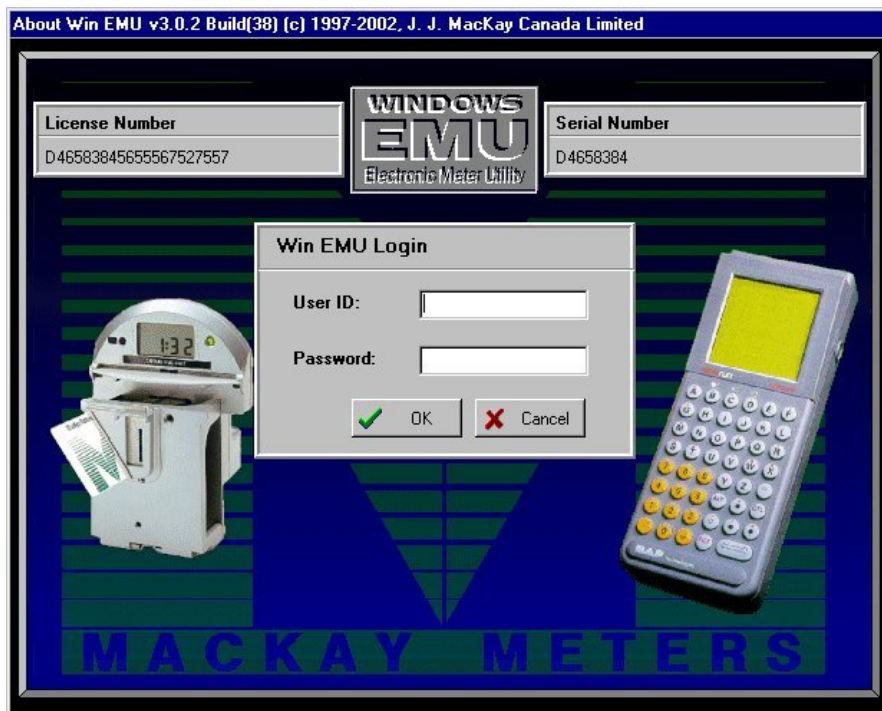 About Win EMU v3.0.2 Build(38) (c) 1997-2002, J. J. MacKay Canada Limited
License Number
D46583845655567527557
WINDOWS
EMU
Electronic Meter Utility
Serial Number
D4658384
Win EMU Login
User ID:
Password:
OK
Cancel
1:32
MACKAY METERS